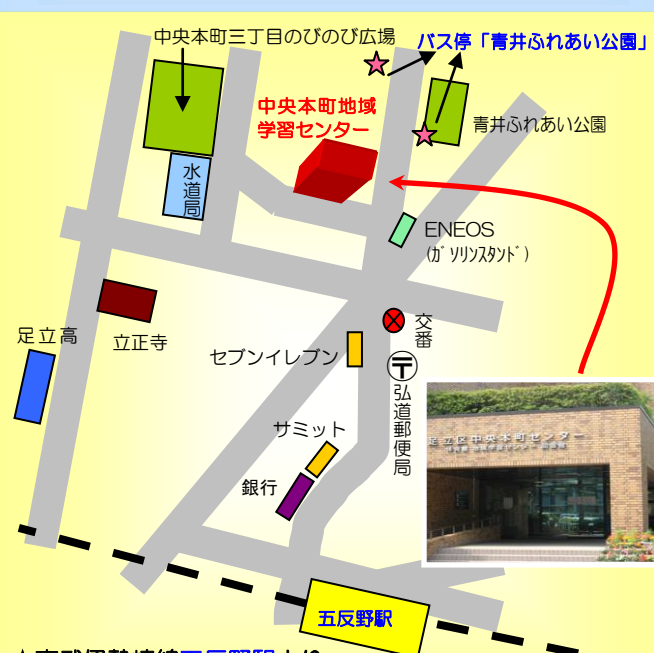 中央本町三丁目のびのび広場
バス停「青井ふれあい公園」
中央本町地域
学習センター
青井ふれあい公園
水道局
ENEOS
(ｶﾞｿﾘﾝｽﾀﾝﾄﾞ)
足立高
立正寺
交番
セブンイレブン
〒
弘道郵便局
サミット
銀行
足立区中央本町センター
五反野駅